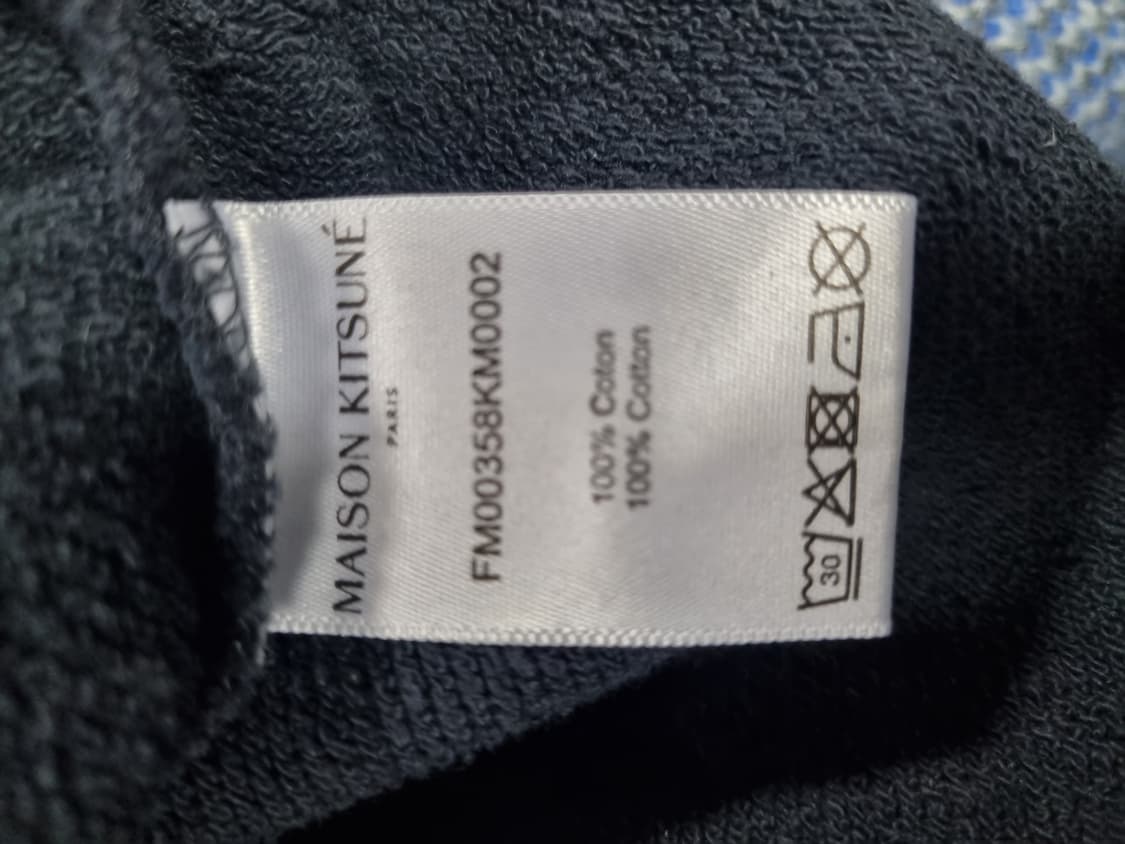 MAISON KITSUNÉ
PARIS
FM00358KM0002
100% Coton
100% Cotton
30